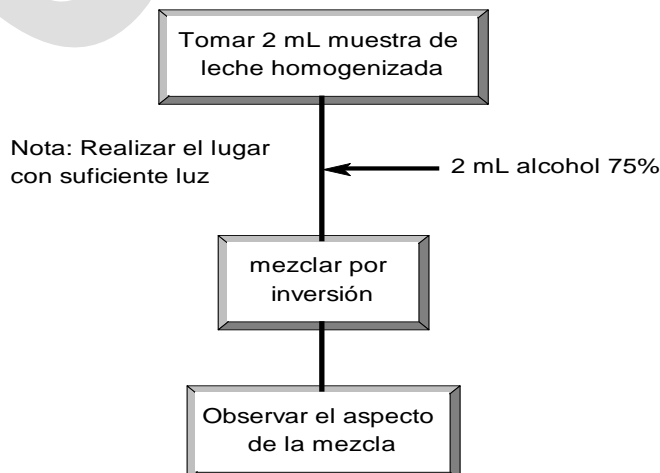 Tomar 2 mL muestra de
leche homogenizada
Nota: Realizar el lugar
con suficiente luz
2 mL alcohol 75%
mezclar por
inversión
Observar el aspecto
de la mezcla